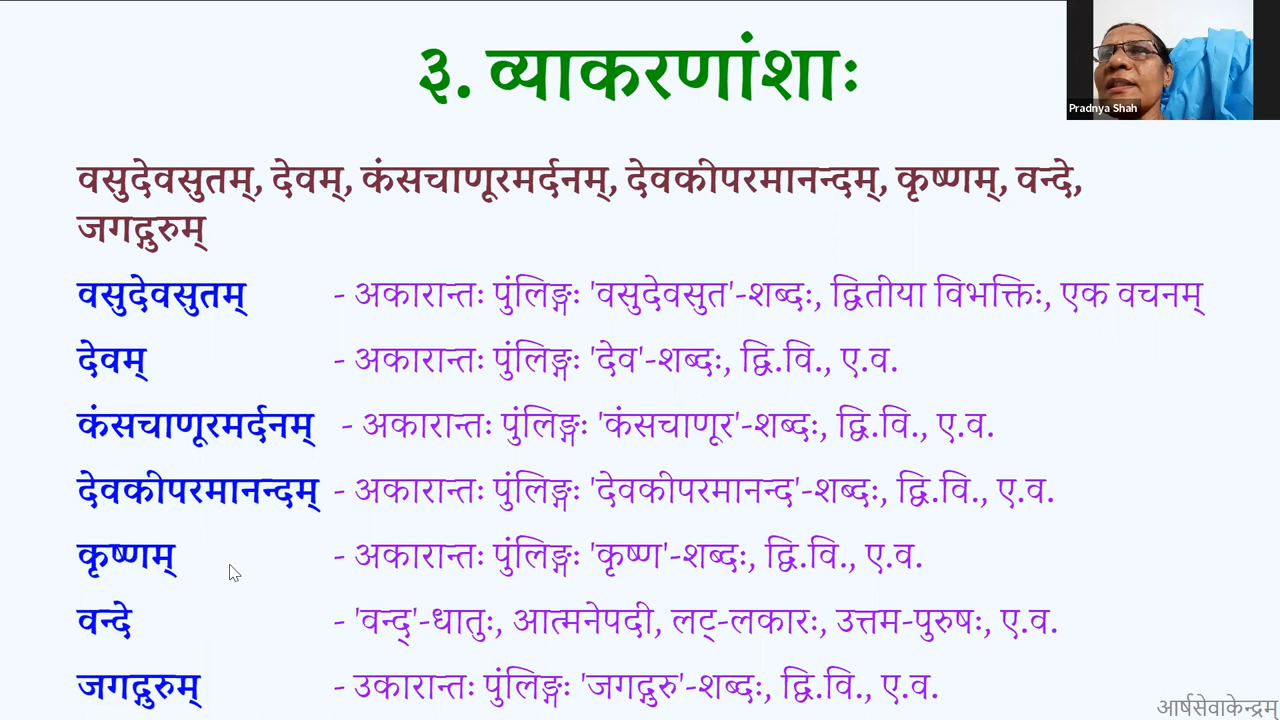 ३. व्याकरणांशाः
Pradnya Shah
वसुदेवसुतम्, देवम्, कंसचाणूरमर्दनम्, देवकीपरमानन्दम्, कृष्णम्, वन्दे,
जगद्गुरुम्
वसुदेवसुतम् - अकारान्तः पुंलिङ्गः 'वसुदेवसुत'-शब्दः, द्वितीया विभक्तिः, एक वचनम्
देवम् - अकारान्तः पुंलिङ्गः 'देव'-शब्दः, द्वि.वि., ए.व.
कंसचाणूरमर्दनम् - अकारान्तः पुंलिङ्गः 'कंसचाणूर'-शब्दः, द्वि.वि., ए.व.
देवकीपरमानन्दम् - अकारान्तः पुंलिङ्गः 'देवकीपरमानन्द'-शब्दः, द्वि.वि., ए.व.
कृष्णम् - अकारान्तः पुंलिङ्गः 'कृष्ण'-शब्दः, द्वि.वि., ए.व.
वन्दे - 'वन्द्'-धातुः, आत्मनेपदी, लट्-लकारः, उत्तम-पुरुषः, ए.व.
जगद्गुरुम् - उकारान्तः पुंलिङ्गः 'जगद्गुरु'-शब्दः, द्वि.वि., ए.व.
आर्षसेवाकेन्द्रम्